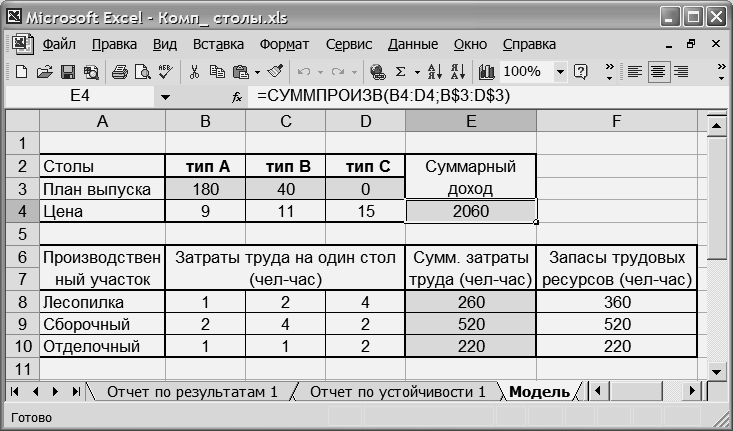 Microsoft Excel - Комп_ столы.xls
Файл Правка Вид Вставка Формат Сервис Данные Окно Справка
100%
E4 fx =СУММПРОИЗВ(B4:D4;B$3:D$3)
A B C D E F
1
2 Столы тип А тип В тип С Суммарный
3 План выпуска 180 40 0 доход
4 Цена 9 11 15 2060
5
6 Производствен Затраты труда на один стол Сумм. затраты Запасы трудовых
7 ный участок (чел-час) труда (чел-час) ресурсов (чел-час)
8 Лесопилка 1 2 4 260 360
9 Сборочный 2 4 2 520 520
10 Отделочный 1 1 2 220 220
11
Отчет по результатам 1 Отчет по устойчивости 1 Модель
Готово